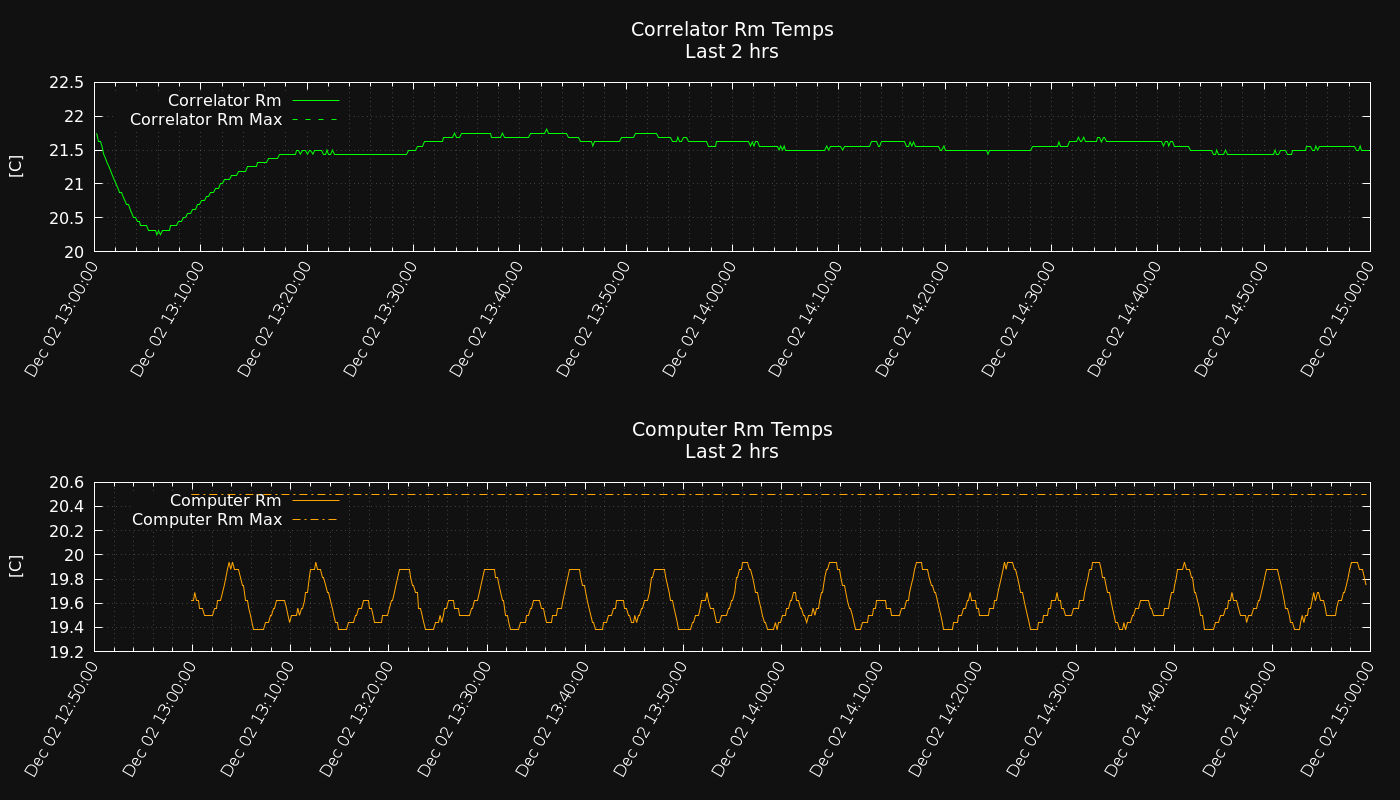 Correlator Rm Temps
Last 2 hrs
22.5
22
21.5
21
20.5
20
[C]
Correlator Rm
Correlator Rm Max
Dec 02 13:00:00
Dec 02 13:10:00
Dec 02 13:20:00
Dec 02 13:30:00
Dec 02 13:40:00
Dec 02 13:50:00
Dec 02 14:00:00
Dec 02 14:10:00
Dec 02 14:20:00
Dec 02 14:30:00
Dec 02 14:40:00
Dec 02 14:50:00
Dec 02 15:00:00
Computer Rm Temps
Last 2 hrs
20.6
20.4
20.2
20
19.8
19.6
19.4
19.2
[C]
Computer Rm
Computer Rm Max
Dec 02 12:50:00
Dec 02 13:00:00
Dec 02 13:10:00
Dec 02 13:20:00
Dec 02 13:30:00
Dec 02 13:40:00
Dec 02 13:50:00
Dec 02 14:00:00
Dec 02 14:10:00
Dec 02 14:20:00
Dec 02 14:30:00
Dec 02 14:40:00
Dec 02 14:50:00
Dec 02 15:00:00